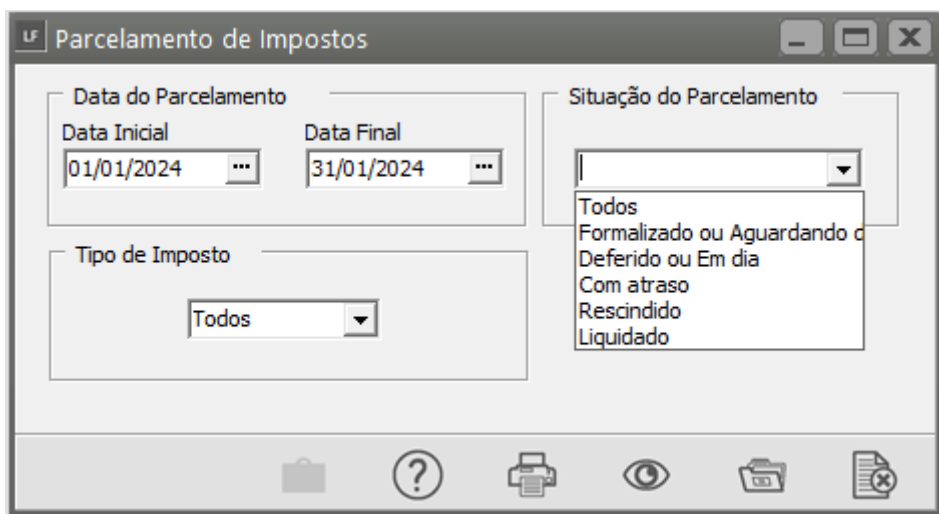 LF Parcelamento de Impostos
Data do Parcelamento
Data Inicial Data Final
01/01/2024 ... 31/01/2024 ...
Situação do Parcelamento
Todos
Formalizado ou Aguardando d
Deferido ou Em dia
Com atraso
Rescindido
Liquidado
Tipo de Imposto
Todos
?